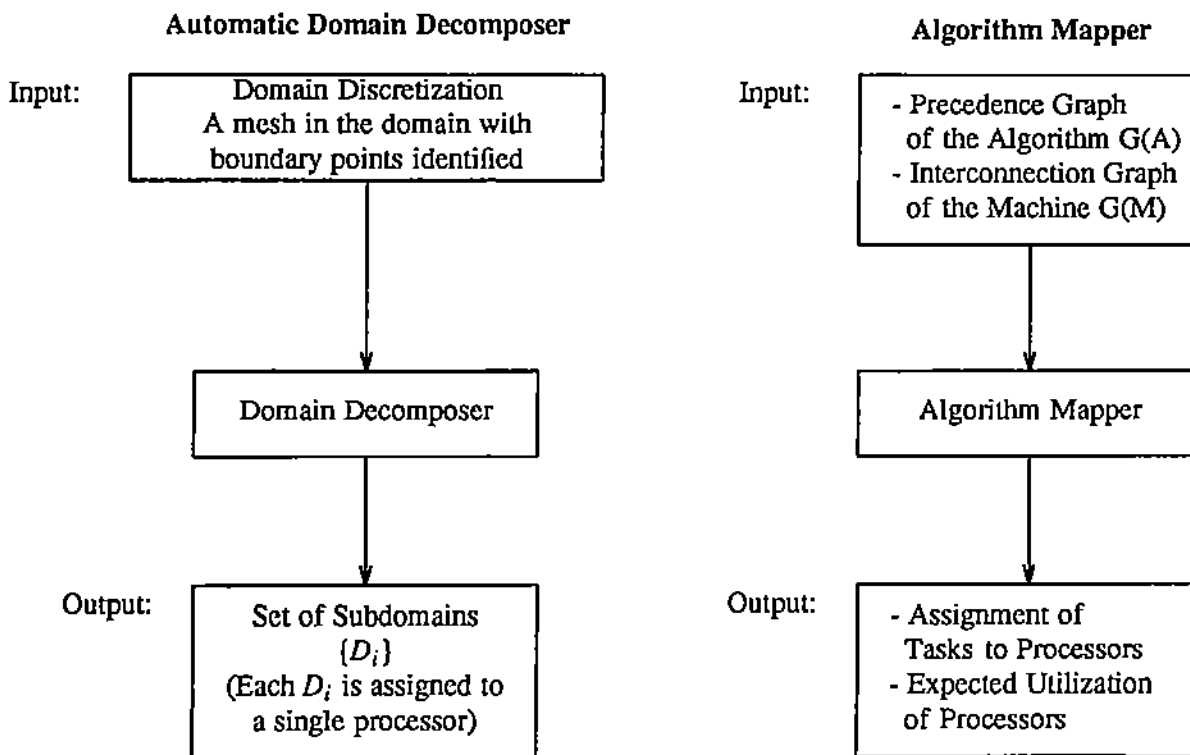 Automatic Domain Decomposer
Input:
Domain Discretization
A mesh in the domain with
boundary points identified
Domain Decomposer
Output:
Set of Subdomains
{D_i}
(Each D_i is assigned to
a single processor)
Algorithm Mapper
Input:
- Precedence Graph
of the Algorithm G(A)
- Interconnection Graph
of the Machine G(M)
Algorithm Mapper
Output:
- Assignment of
Tasks to Processors
- Expected Utilization
of Processors